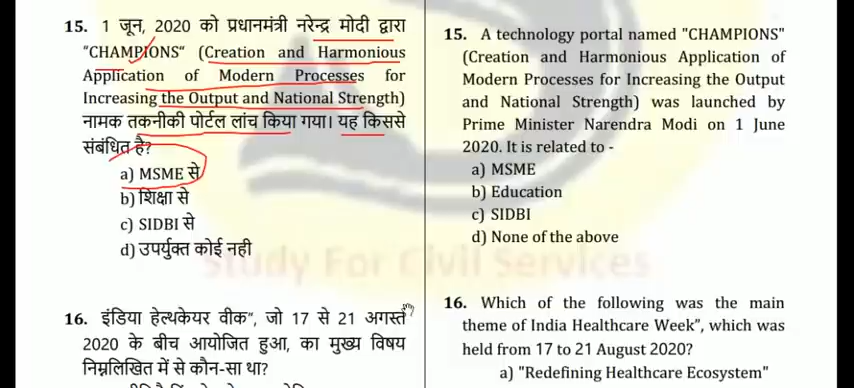 15. 1 जून, 2020 को प्रधानमंत्री नरेन्द्र मोदी द्वारा
"CHAMPIONS" (Creation and Harmonious
Application of Modern Processes for
Increasing the Output and National Strength)
नामक तकनीकी पोर्टल लांच किया गया। यह किससे
संबंधित है?
a) MSME से
b) शिक्षा से
c) SIDBI से
d) उपर्युक्त कोई नही
16. इंडिया हेल्थकेयर वीक", जो 17 से 21 अगस्त
2020 के बीच आयोजित हुआ, का मुख्य विषय
निम्नलिखित में से कौन-सा था?
15. A technology portal named "CHAMPIONS"
(Creation and Harmonious Application of
Modern Processes for Increasing the Output
and National Strength) was launched by
Prime Minister Narendra Modi on 1 June
2020. It is related to -
a) MSME
b) Education
c) SIDBI
d) None of the above
16. Which of the following was the main
theme of India Healthcare Week", which was
held from 17 to 21 August 2020?
a) "Redefining Healthcare Ecosystem"
Study For Civil Services